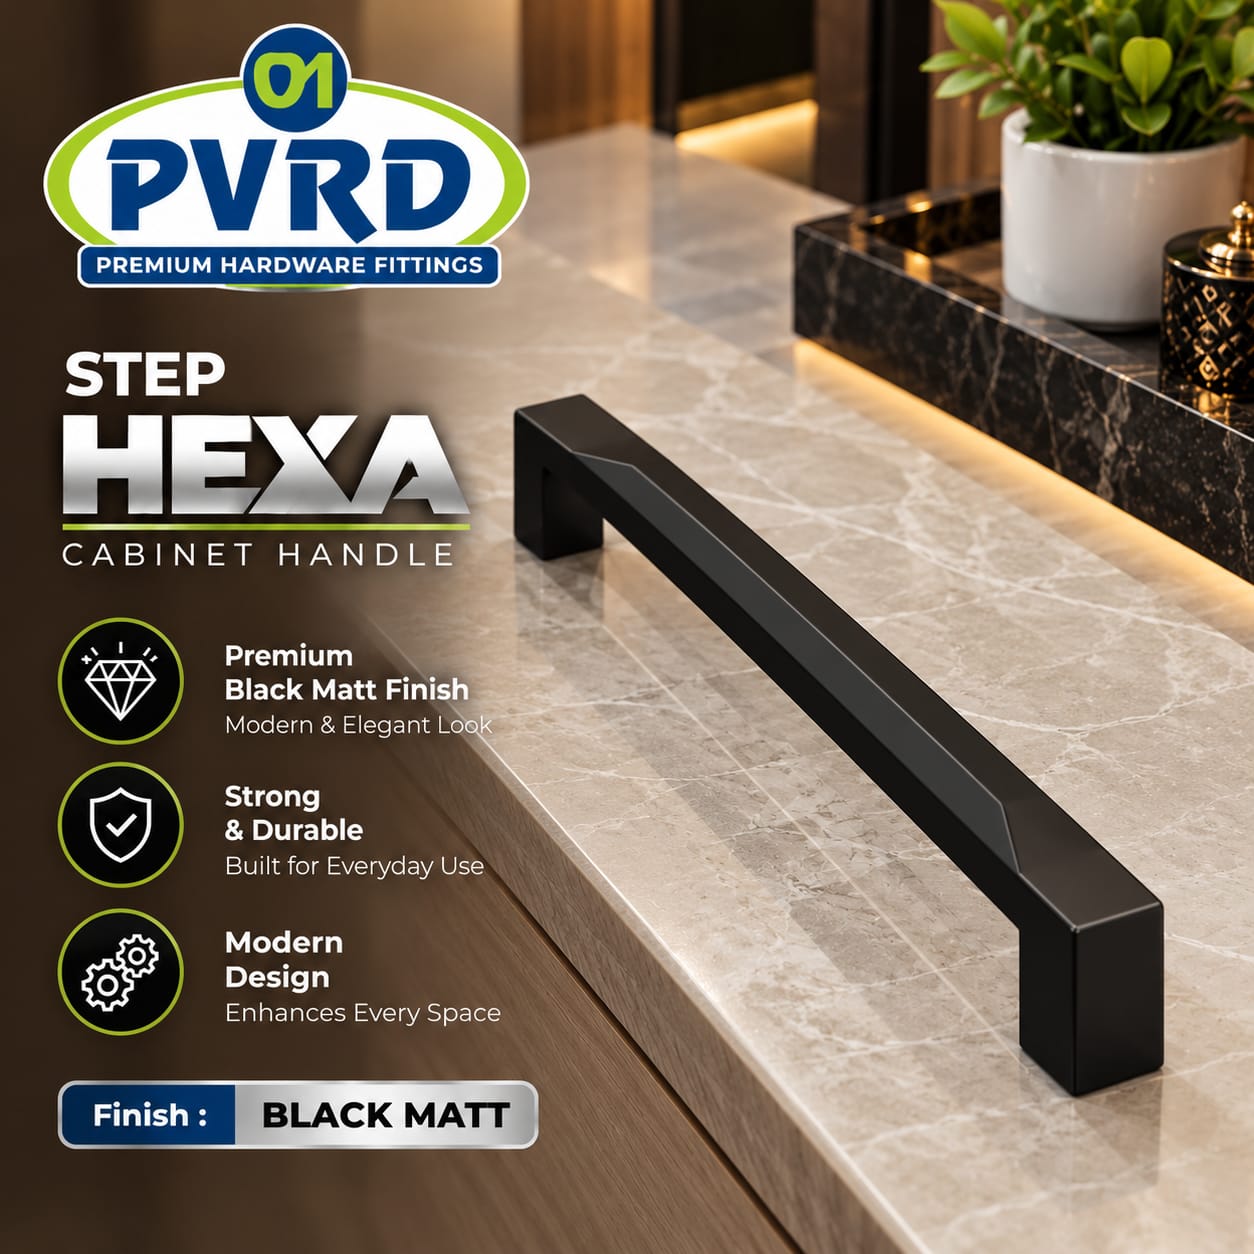 01
PVRD
PREMIUM HARDWARE FITTINGS
STEP
HEXA
CABINET HANDLE
Premium
Black Matt Finish
Modern & Elegant Look
Strong
& Durable
Built for Everyday Use
Modern
Design
Enhances Every Space
Finish : BLACK MATT